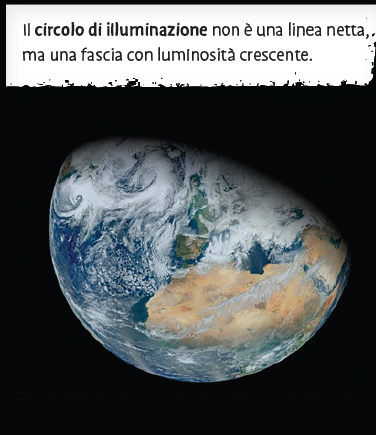 Il circolo di illuminazione non è una linea netta,
ma una fascia con luminosità crescente.